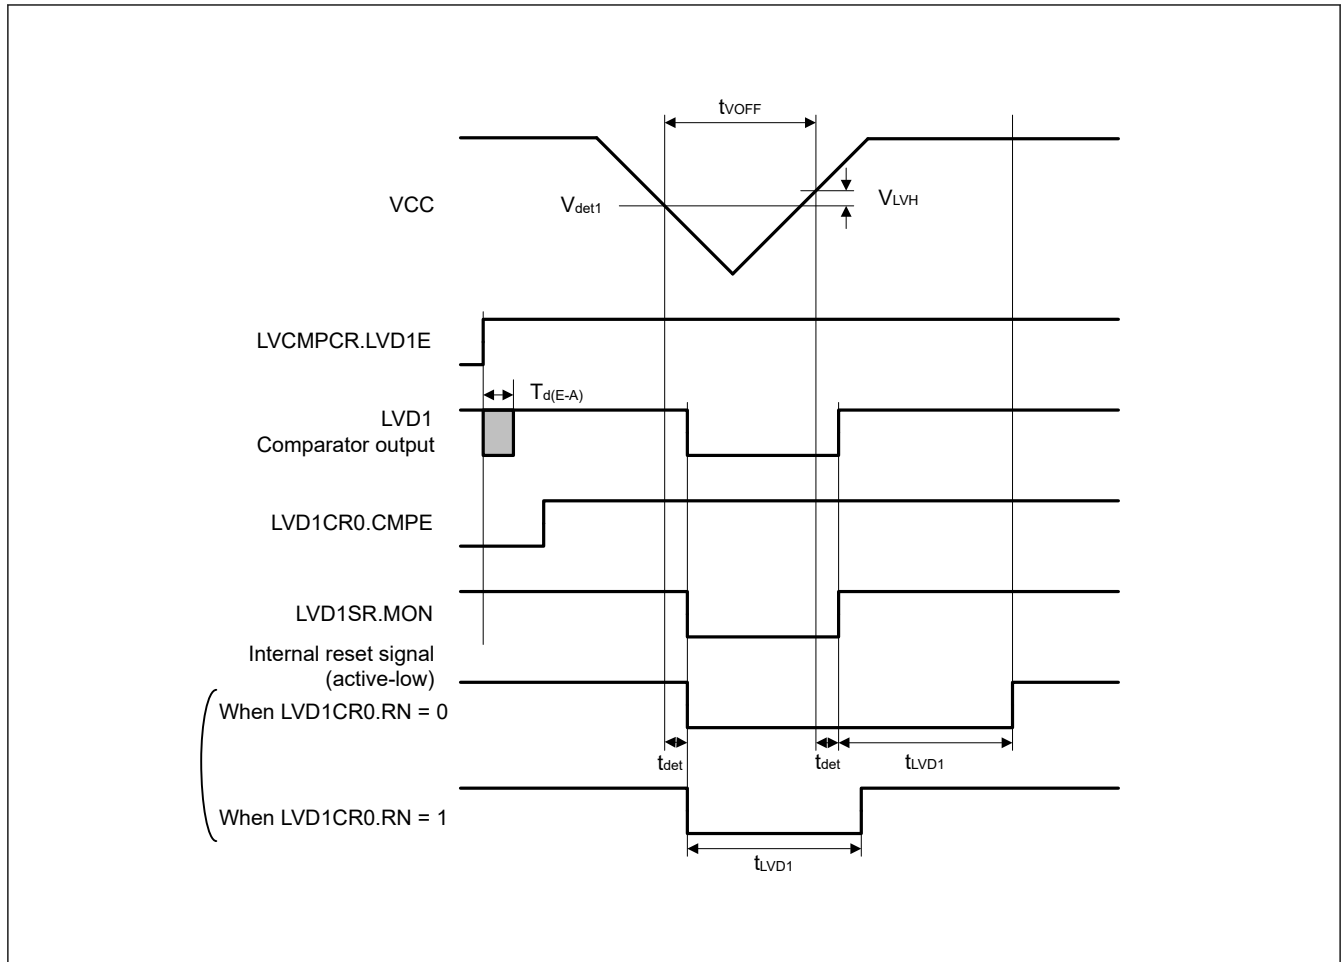 tVOFF
VCC
Vdet1
VLVH
LVCMPCR.LVD1E
Td(E-A)
LVD1
Comparator output
LVD1CR0.CMPE
LVD1SR.MON
Internal reset signal
(active-low)
When LVD1CR0.RN = 0
tdet
tdet
tLVD1
When LVD1CR0.RN = 1
tLVD1